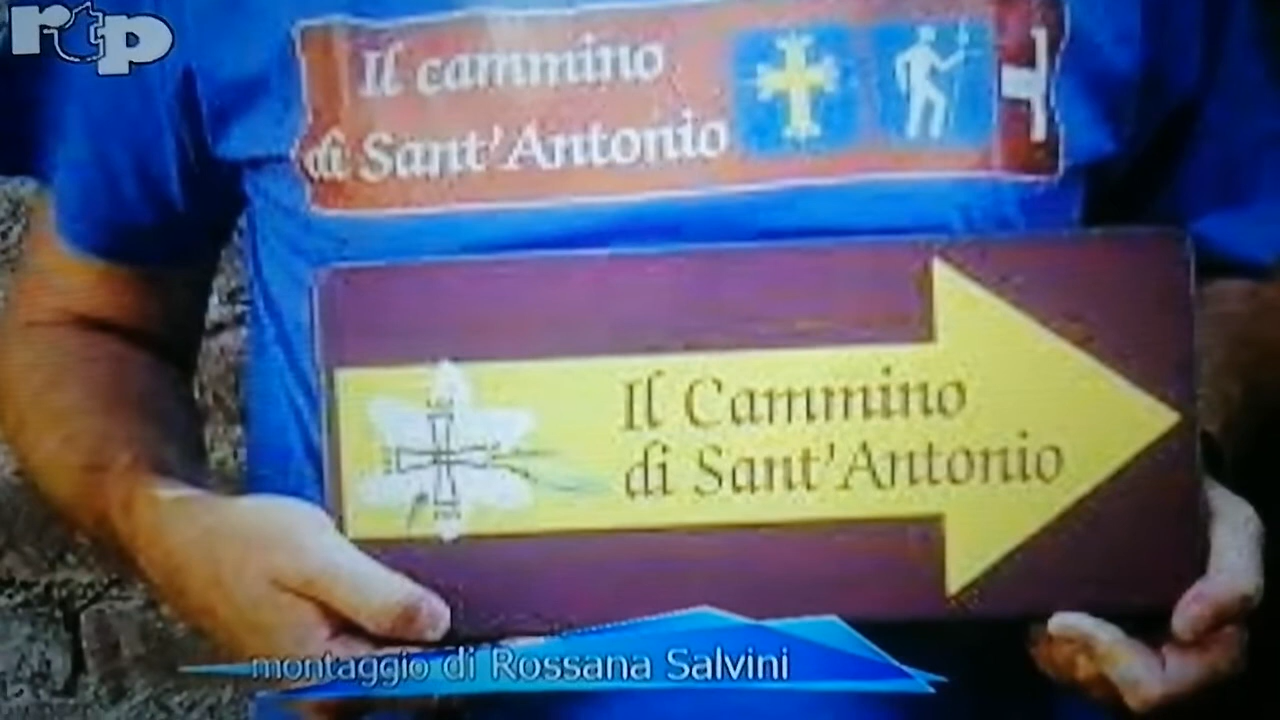 rtp
Il cammino
di Sant'Antonio
Il Cammino
di Sant'Antonio
montaggio di Rossana Salvini